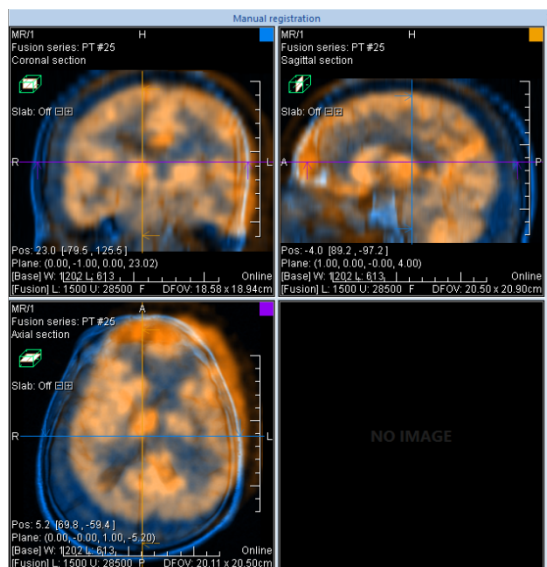 Manual registration
MR/1
H
Fusion series: PT #25
Coronal section
Slab: Off
R
L
Pos: 23.0 [-79.5, 125.5]
Plane: (0.00, -1.00, 0.00, 23.02)
[Base] W: 1202 L: 613
Online
[Fusion] L: 1500 U: 28500 F
DFOV: 18.58 x 18.94cm
MR/1
H
Fusion series: PT #25
Sagittal section
Slab: Off
A
P
Pos: -4.0 [89.2, -97.2]
Plane: (1.00, 0.00, -0.00, 4.00)
[Base] W: 1202 L: 613
Online
[Fusion] L: 1500 U: 28500 F
DFOV: 20.50 x 20.90cm
MR/1
A
Fusion series: PT #25
Axial section
Slab: Off
R
L
Pos: 5.2 [69.8, -59.4]
Plane: (0.00, -0.00, 1.00, -5.20)
[Base] W: 1202 L: 613
Online
[Fusion] L: 1500 U: 28500 F
DFOV: 20.11 x 20.50cm
NO IMAGE